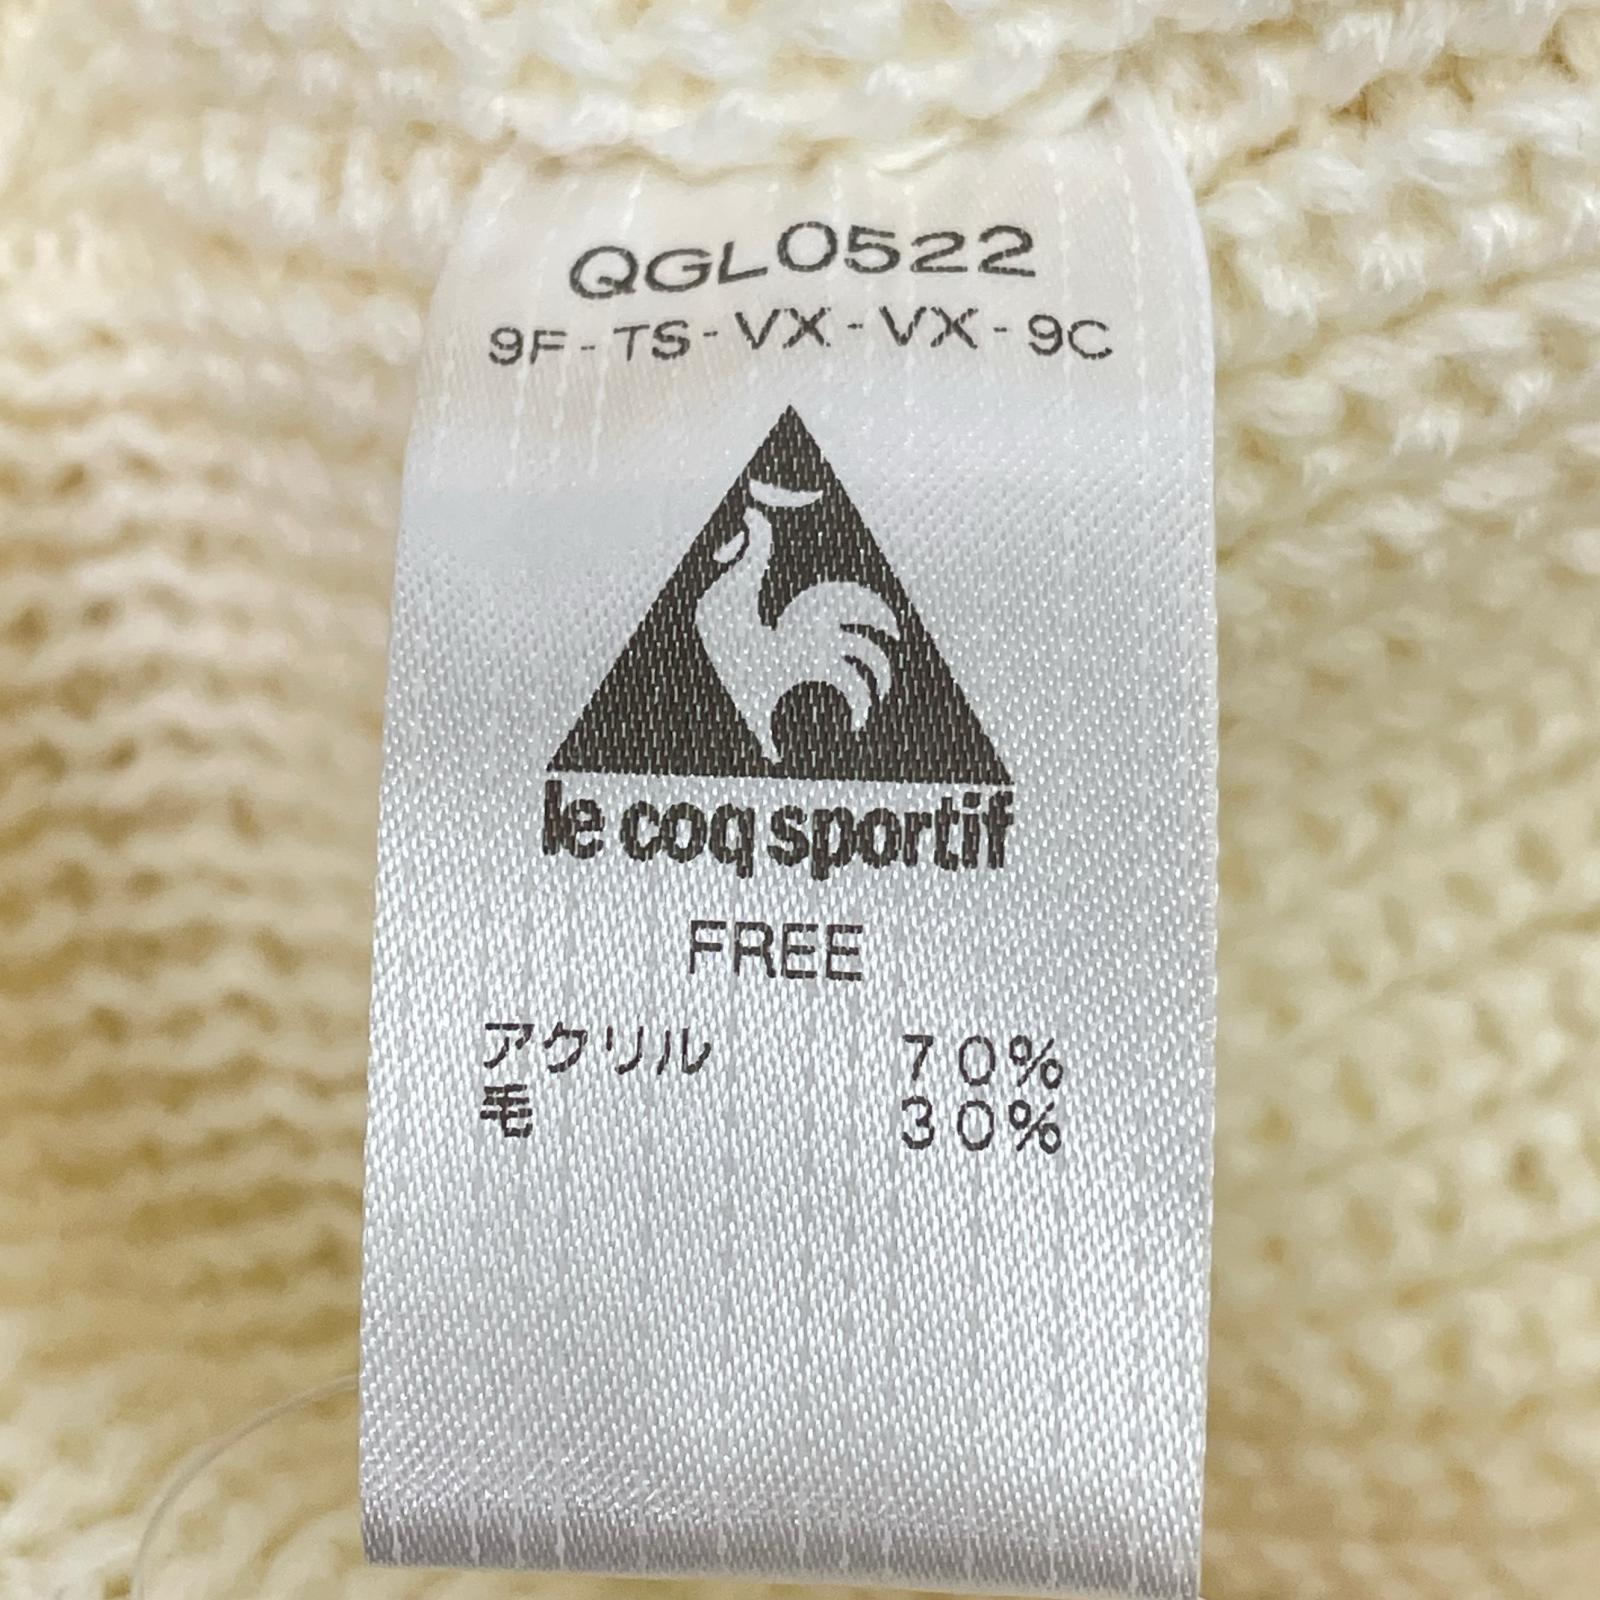 QGL0522
9F-TS-VX-VX-9C
le coq sportif
FREE
アクリル 70%
毛 30%